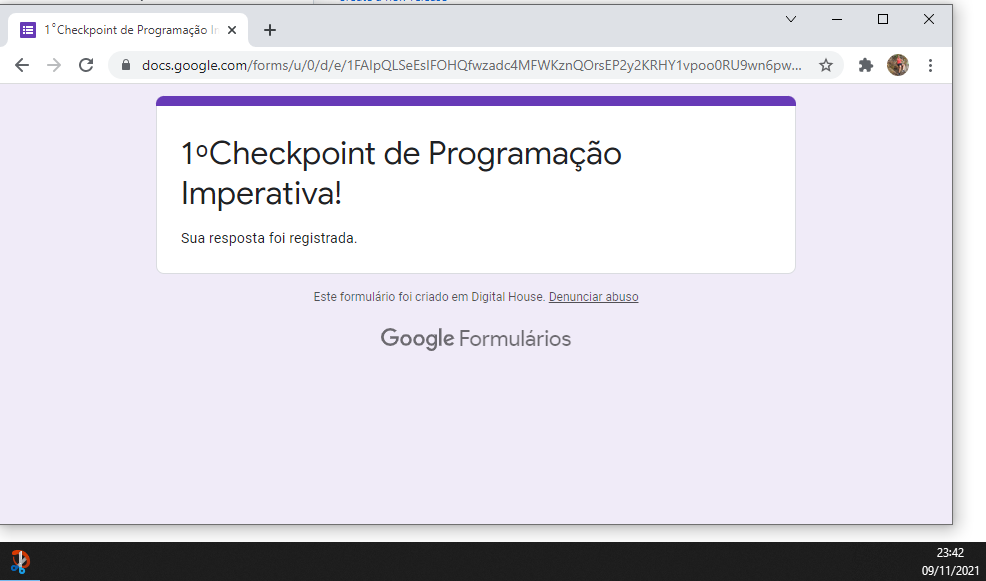 1°Checkpoint de Programação Ir
docs.google.com/forms/u/0/d/e/1FAIpQLSeEsIFOHQfwzadc4MFWKznQOrsEP2y2KRHY1vpoo0RU9wn6pw...
1ºCheckpoint de Programação
Imperativa!
Sua resposta foi registrada.
Este formulário foi criado em Digital House. Denunciar abuso
Google Formulários
23:42
09/11/2021